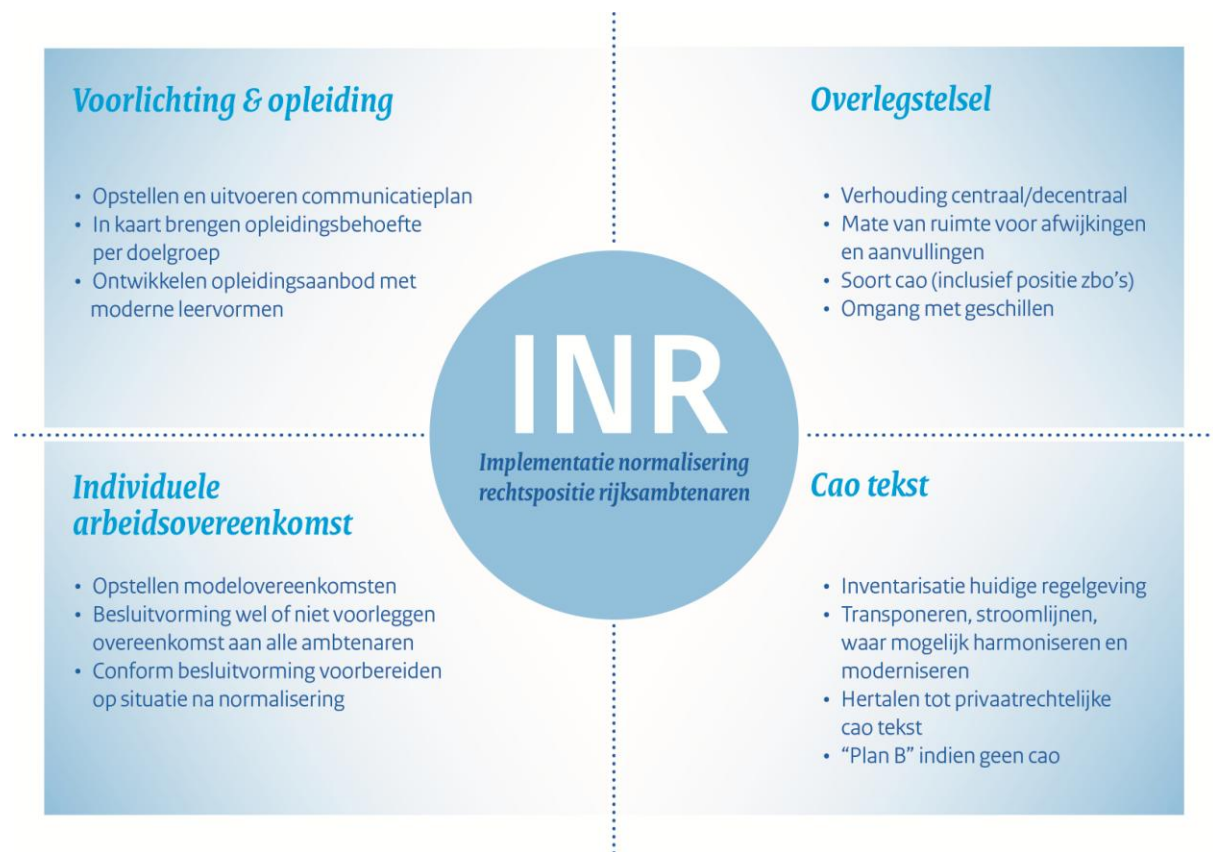 Voorlichting & opleiding
• Opstellen en uitvoeren communicatieplan
• In kaart brengen opleidingsbehoefte
per doelgroep
• Ontwikkelen opleidingsaanbod met
moderne leervormen
Overlegstelsel
• Verhouding centraal/decentraal
• Mate van ruimte voor afwijkingen
en aanvullingen
• Soort cao (inclusief positie zbo’s)
• Omgang met geschillen
INR
Implementatie normalisering
rechtspositie rijksambtenaren
Individuele
arbeidsovereenkomst
• Opstellen modelovereenkomsten
• Besluitvorming wel of niet voorleggen
overeenkomst aan alle ambtenaren
• Conform besluitvorming voorbereiden
op situatie na normalisering
Cao tekst
• Inventarisatie huidige regelgeving
• Transponeren, stroomlijnen,
waar mogelijk harmoniseren en
moderniseren
• Hertalen tot privaatrechtelijke
cao tekst
• “Plan B” indien geen cao